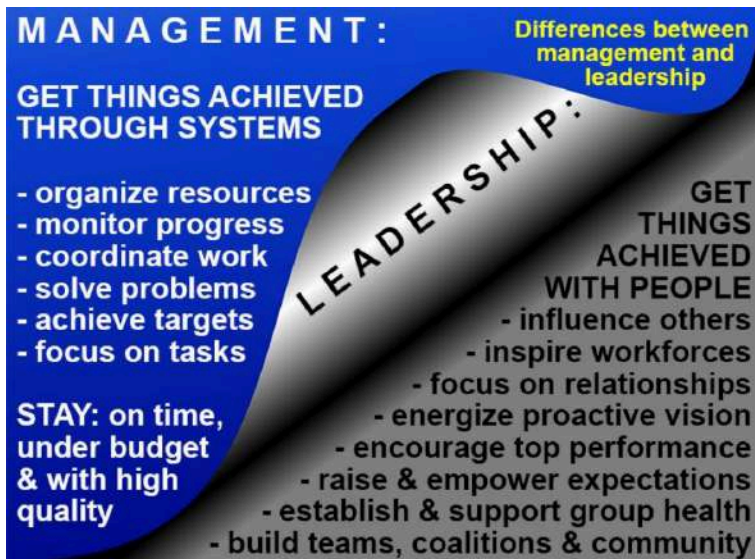 MANAGEMENT:
Differences between
management and
leadership
GET THINGS ACHIEVED
THROUGH SYSTEMS
- organize resources
- monitor progress
- coordinate work
- solve problems
- achieve targets
- focus on tasks
STAY: on time,
under budget
& with high
quality
LEADERSHIP:
GET
THINGS
ACHIEVED
WITH PEOPLE
- influence others
- inspire workforces
- focus on relationships
- energize proactive vision
- encourage top performance
- raise & empower expectations
- establish & support group health
- build teams, coalitions & community